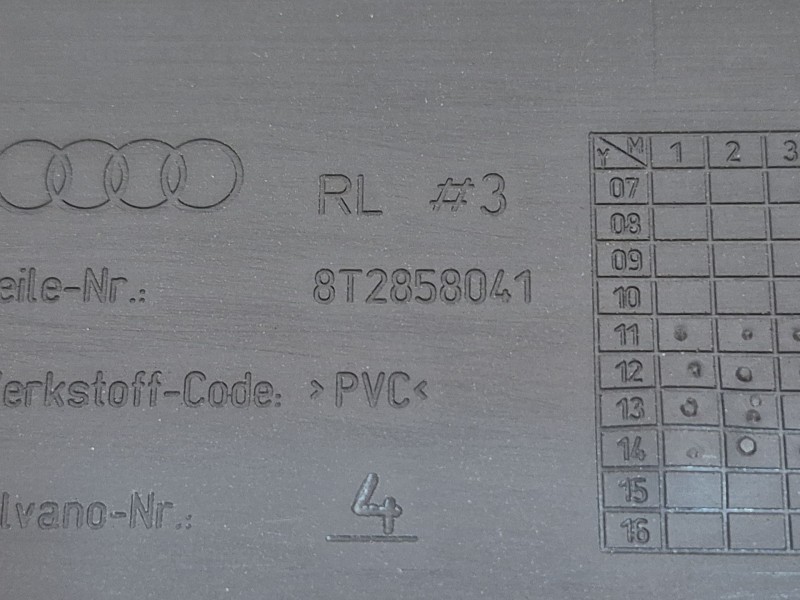 RL #3
eile-Nr.: 8T2858041
erkstoff-Code: >PVC<
lvano-Nr.: 4
Y M 1 2 3
07
08
09
10
11
12
13
14
15
16